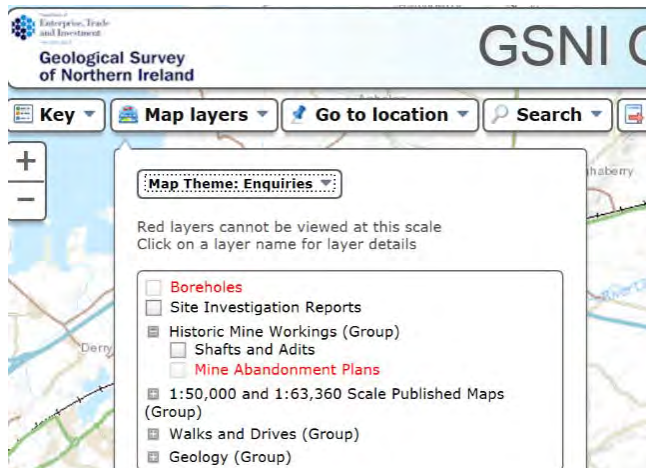 Department of
Enterprise, Trade
and Investment
Geological Survey
of Northern Ireland
GSNI
Key
Map layers
Go to location
Search
Map Theme: Enquiries
Red layers cannot be viewed at this scale
Click on a layer name for layer details
Boreholes
Site Investigation Reports
Historic Mine Workings (Group)
Shafts and Adits
Mine Abandonment Plans
1:50,000 and 1:63,360 Scale Published Maps
(Group)
Walks and Drives (Group)
Geology (Group)
haberry
Derry